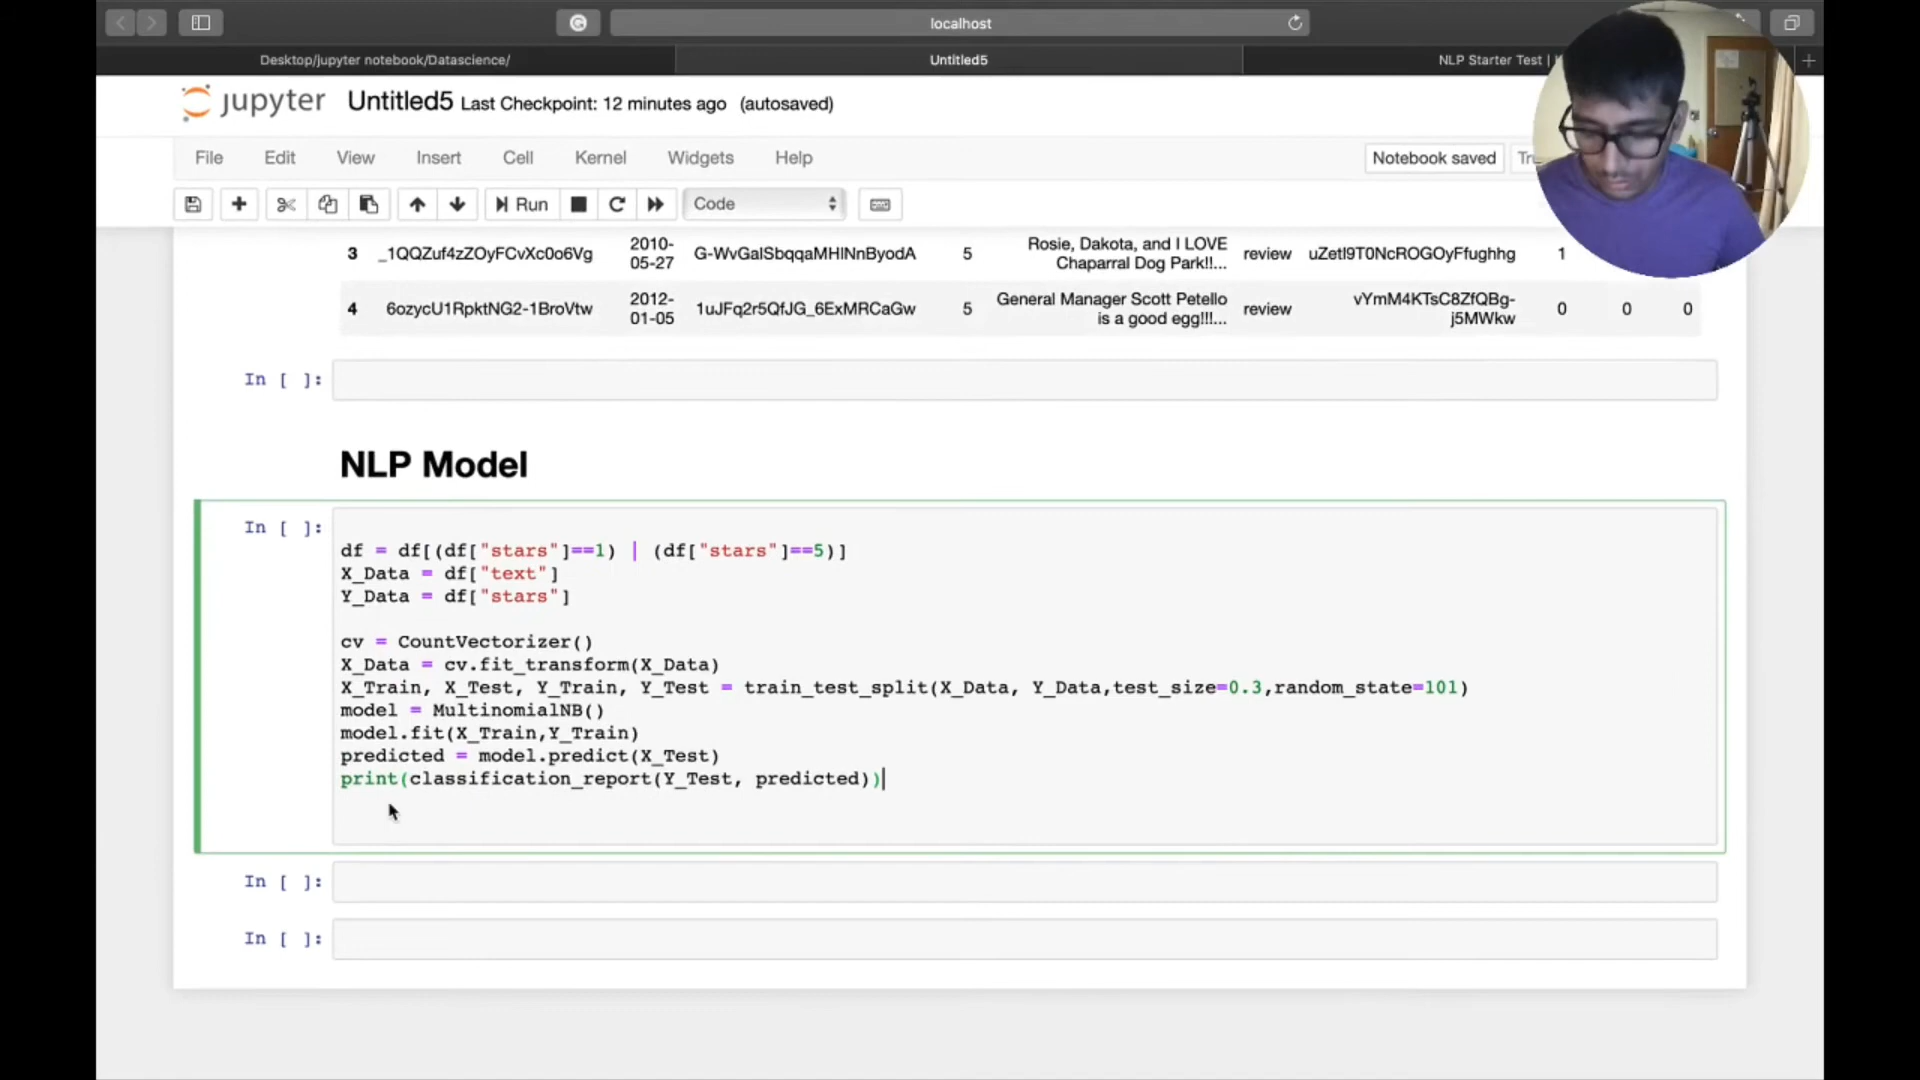 localhost
Desktop/jupyter notebook/Datascience/
Untitled5
NLP Starter Test |
jupyter Untitled5 Last Checkpoint: 12 minutes ago (autosaved)
File Edit View Insert Cell Kernel Widgets Help
Notebook saved
Run
Code
3 _1QQZuf4zZOyFCvXc0o6Vg 2010-05-27 G-WvGaISbqqaMHlNnByodA 5 Rosie, Dakota, and I LOVE Chaparral Dog Park!!... review uZetl9T0NcROGOyFfughhg 1
4 6ozycU1RpktNG2-1BroVtw 2012-01-05 1uJFq2r5QfJG_6ExMRCaGw 5 General Manager Scott Petello is a good egg!!!... review vYmM4KTsC8ZfQBg-j5MWkw 0 0 0
In [ ]:
NLP Model
In [ ]:
df = df[(df["stars"]==1) | (df["stars"]==5)]
X_Data = df["text"]
Y_Data = df["stars"]
cv = CountVectorizer()
X_Data = cv.fit_transform(X_Data)
X_Train, X_Test, Y_Train, Y_Test = train_test_split(X_Data, Y_Data,test_size=0.3,random_state=101)
model = MultinomialNB()
model.fit(X_Train,Y_Train)
predicted = model.predict(X_Test)
print(classification_report(Y_Test, predicted))
In [ ]:
In [ ]: